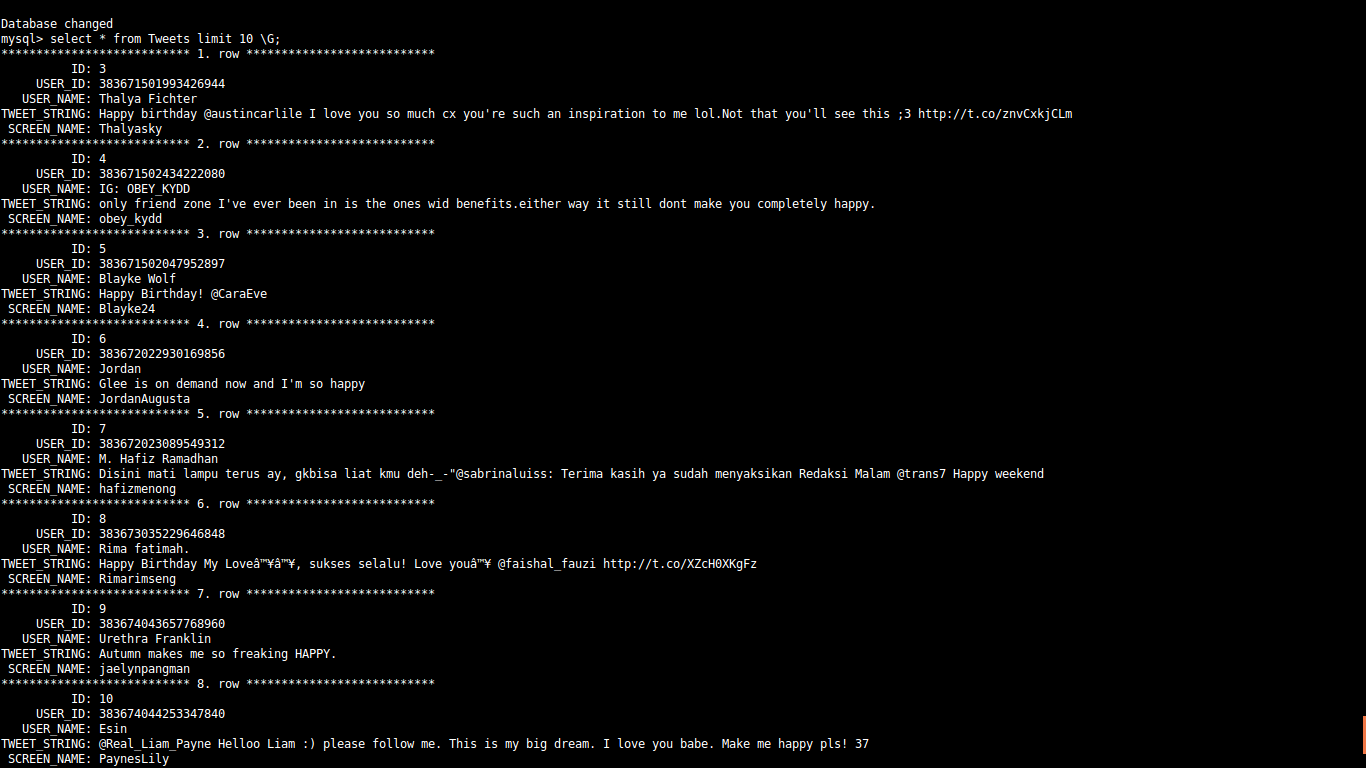 Database changed
mysql> select * from Tweets limit 10 \G;
*************************** 1. row ***************************
ID: 3
USER_ID: 383671501993426944
USER_NAME: Thalya Fichter
TWEET_STRING: Happy birthday @austincarlile I love you so much cx you're such an inspiration to me lol.Not that you'll see this ;3 http://t.co/znvCxkjCLm
SCREEN_NAME: Thalyasky
*************************** 2. row ***************************
ID: 4
USER_ID: 383671502434222080
USER_NAME: IG: OBEY_KYDD
TWEET_STRING: only friend zone I've ever been in is the ones wid benefits.either way it still dont make you completely happy.
SCREEN_NAME: obey_kydd
*************************** 3. row ***************************
ID: 5
USER_ID: 383671502047952897
USER_NAME: Blayke Wolf
TWEET_STRING: Happy Birthday! @CaraEve
SCREEN_NAME: Blayke24
*************************** 4. row ***************************
ID: 6
USER_ID: 383672022930169856
USER_NAME: Jordan
TWEET_STRING: Glee is on demand now and I'm so happy
SCREEN_NAME: JordanAugusta
*************************** 5. row ***************************
ID: 7
USER_ID: 383672023089549312
USER_NAME: M. Hafiz Ramadhan
TWEET_STRING: Disini mati lampu terus ay, gkbisa liat kmu deh-_-"@sabrinaluiss: Terima kasih ya sudah menyaksikan Redaksi Malam @trans7 Happy weekend
SCREEN_NAME: hafizmenong
*************************** 6. row ***************************
ID: 8
USER_ID: 383673035229646848
USER_NAME: Rima fatimah.
TWEET_STRING: Happy Birthday My Loveâ™¥â™¥, sukses selalu! Love youâ™¥ @faishal_fauzi http://t.co/XZcH0XKgFz
SCREEN_NAME: Rimarimseng
*************************** 7. row ***************************
ID: 9
USER_ID: 383674043657768960
USER_NAME: Urethra Franklin
TWEET_STRING: Autumn makes me so freaking HAPPY.
SCREEN_NAME: jaelynpangman
*************************** 8. row ***************************
ID: 10
USER_ID: 383674044253347840
USER_NAME: Esin
TWEET_STRING: @Real_Liam_Payne Helloo Liam :) please follow me. This is my big dream. I love you babe. Make me happy pls! 37
SCREEN_NAME: PaynesLily